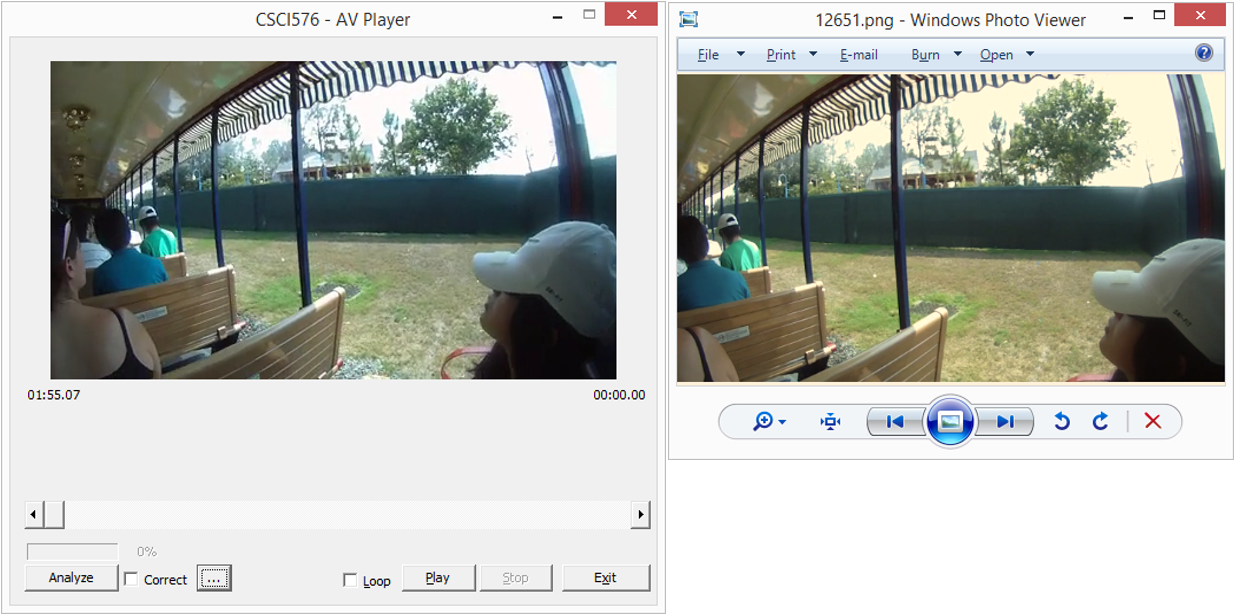 CSCI576 - AV Player
01:55.07
00:00.00
0%
Analyze
Correct
...
Loop
Play
Stop
Exit
12651.png - Windows Photo Viewer
File
Print
E-mail
Burn
Open
?